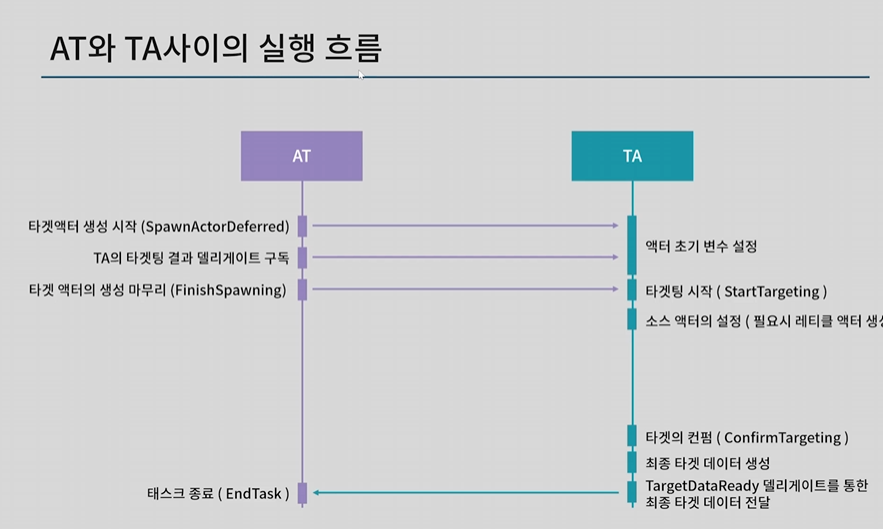 AT와 TA사이의 실행 흐름
AT
TA
타겟액터 생성 시작 (SpawnActorDeferred)
액터 초기 변수 설정
TA의 타겟팅 결과 델리게이트 구독
타겟 액터의 생성 마무리 (FinishSpawning)
타겟팅 시작 ( StartTargeting )
소스 액터의 설정 ( 필요시 레티클 액터
타겟의 컨펌 ( ConfirmTargeting )
최종 타겟 데이터 생성
태스크 종료 ( EndTask )
TargetDataReady 델리게이트를 통한
최종 타겟 데이터 전달